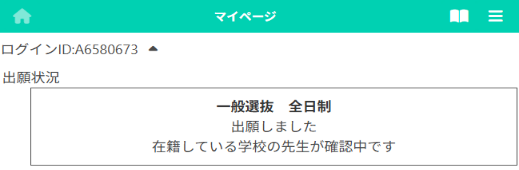 マイページ
ログインID:A6580673
出願状況
一般選抜　全日制
出願しました
在籍している学校の先生が確認中です